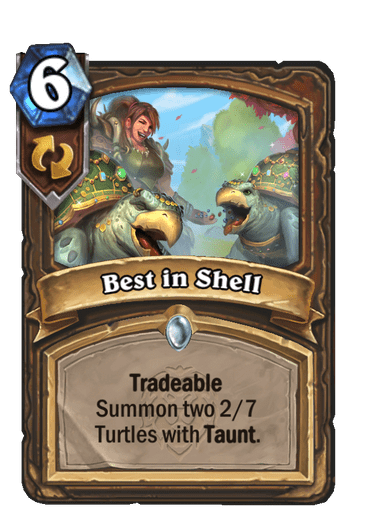 6
Best in Shell
Tradeable
Summon two 2/7
Turtles with Taunt.